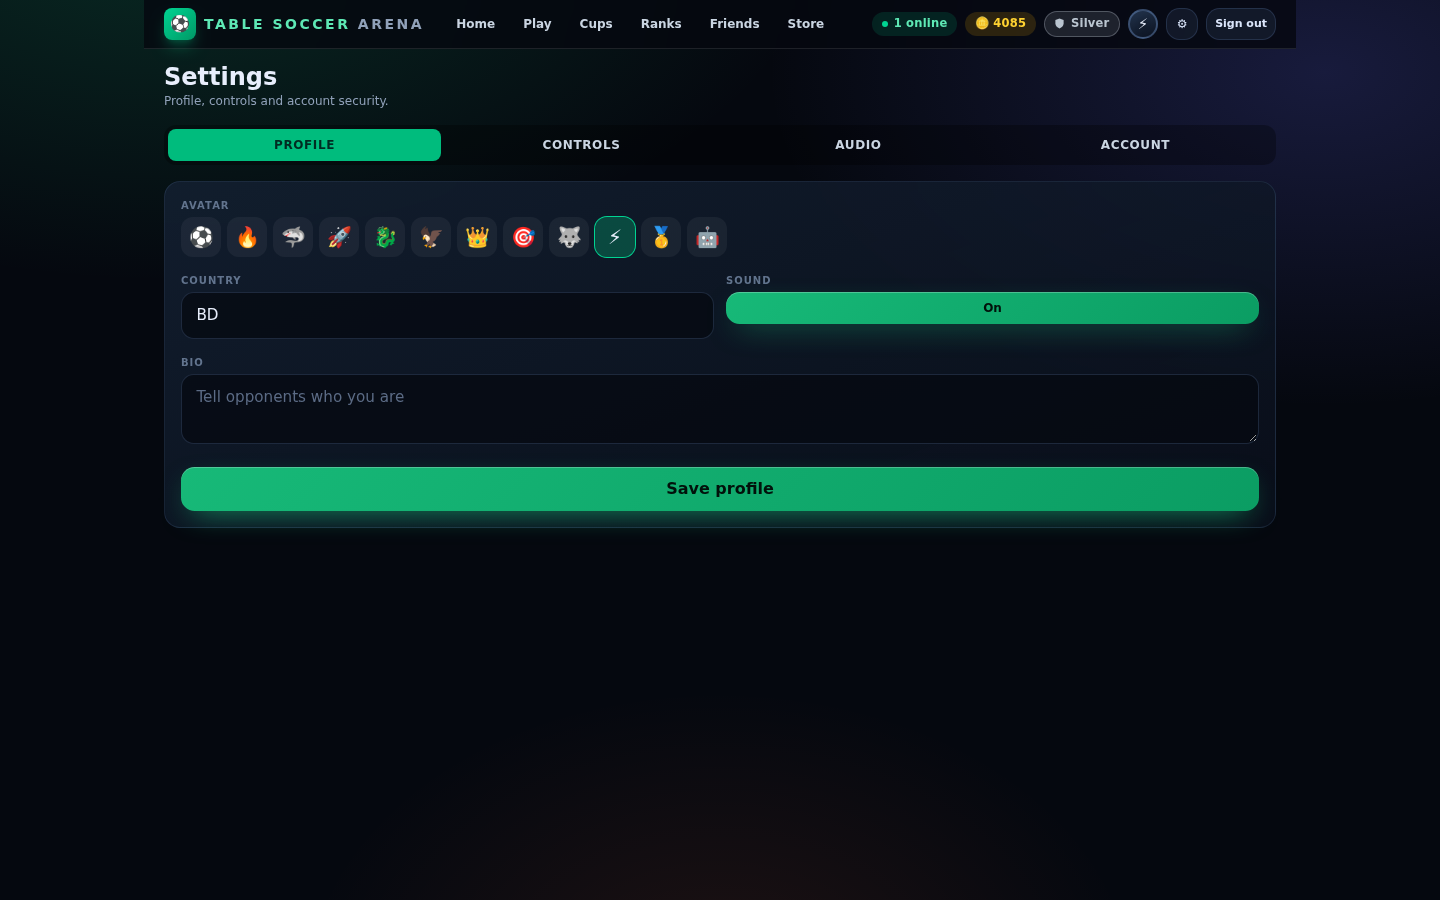 TABLE SOCCER ARENA Home Play Cups Ranks Friends Store 1 online 4085 Silver Sign out
Settings
Profile, controls and account security.
PROFILE CONTROLS AUDIO ACCOUNT
AVATAR
COUNTRY SOUND
BD On
BIO
Tell opponents who you are
Save profile